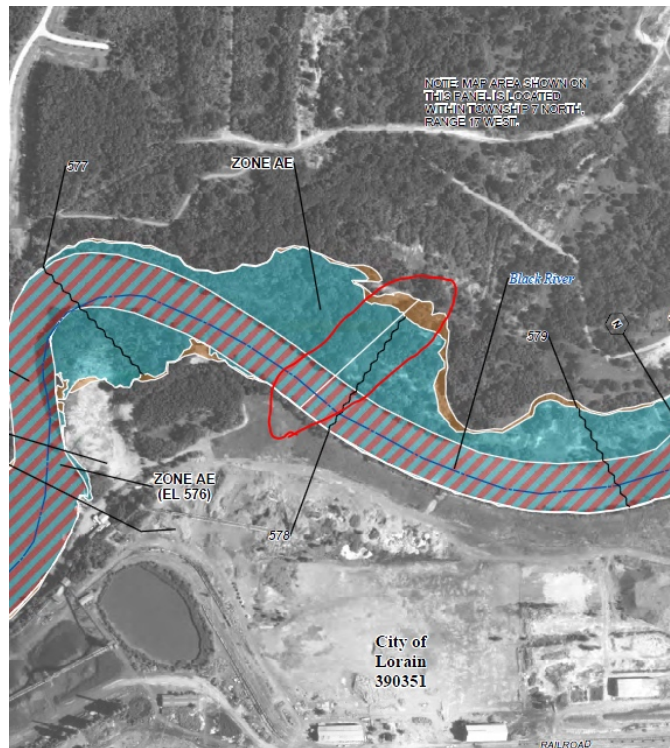 NOTE: MAP AREA SHOWN ON
THIS PANEL IS LOCATED
WITHIN TOWNSHIP 7 NORTH,
RANGE 17 WEST.
577
ZONE AE
Black River
579
N
ZONE AE
(EL 576)
578
City of
Lorain
390351
RAILROAD